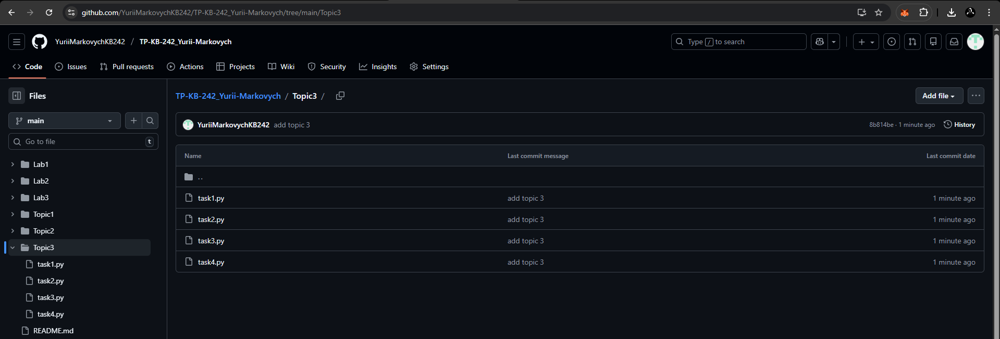 github.com/YuriiMarkovychKB242/TP-KB-242_Yurii-Markovych/tree/main/Topic3
YuriiMarkovychKB242 / TP-KB-242_Yurii-Markovych
Type / to search
Code Issues Pull requests Actions Projects Wiki Security Insights Settings
Files
main
Go to file t
Lab1
Lab2
Lab3
Topic1
Topic2
Topic3
task1.py
task2.py
task3.py
task4.py
README.md
TP-KB-242_Yurii-Markovych / Topic3 /
Add file
YuriiMarkovychKB242 add topic 3
8b814be · 1 minute ago History
Name Last commit message Last commit date
..
task1.py add topic 3 1 minute ago
task2.py add topic 3 1 minute ago
task3.py add topic 3 1 minute ago
task4.py add topic 3 1 minute ago